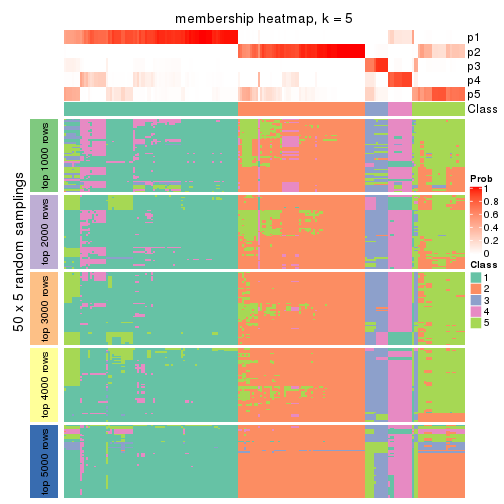 membership heatmap, k = 5
p1
p2
p3
p4
p5
Class
50 x 5 random samplings
top 1000 rows
top 2000 rows
top 3000 rows
top 4000 rows
top 5000 rows
Prob
1
0.8
0.6
0.4
0.2
0
Class
1
2
3
4
5